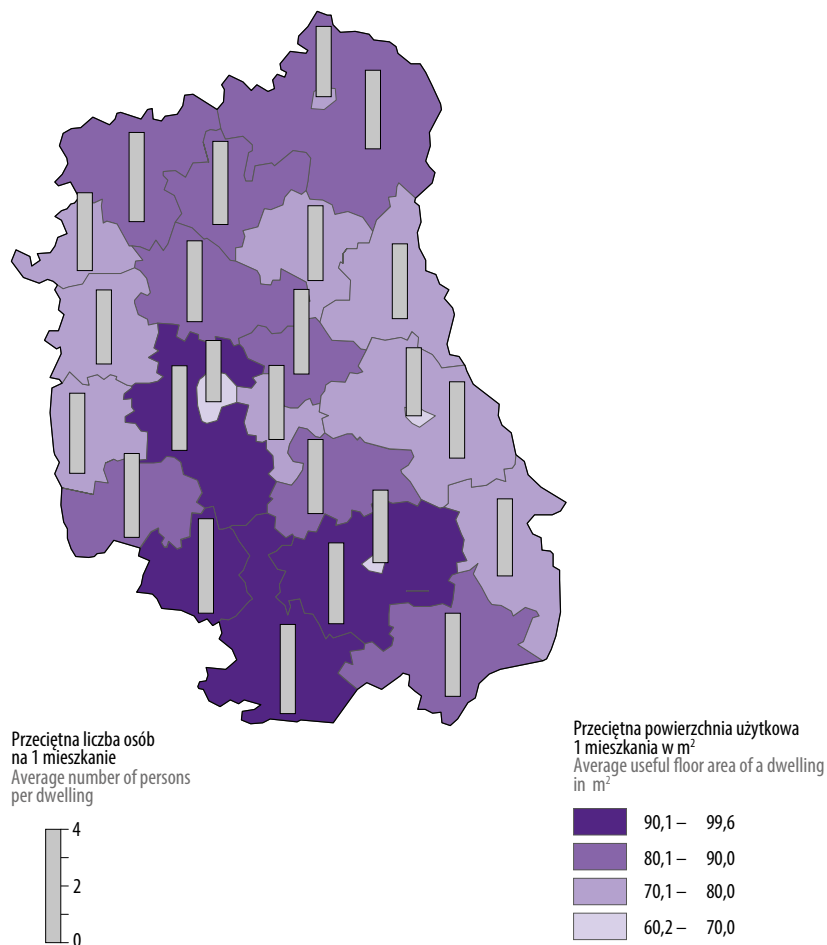 Przeciętna liczba osób
na 1 mieszkanie
Average number of persons
per dwelling
4
2
0
Przeciętna powierzchnia użytkowa
1 mieszkania w m²
Average useful floor area of a dwelling
in m²
90,1 – 99,6
80,1 – 90,0
70,1 – 80,0
60,2 – 70,0